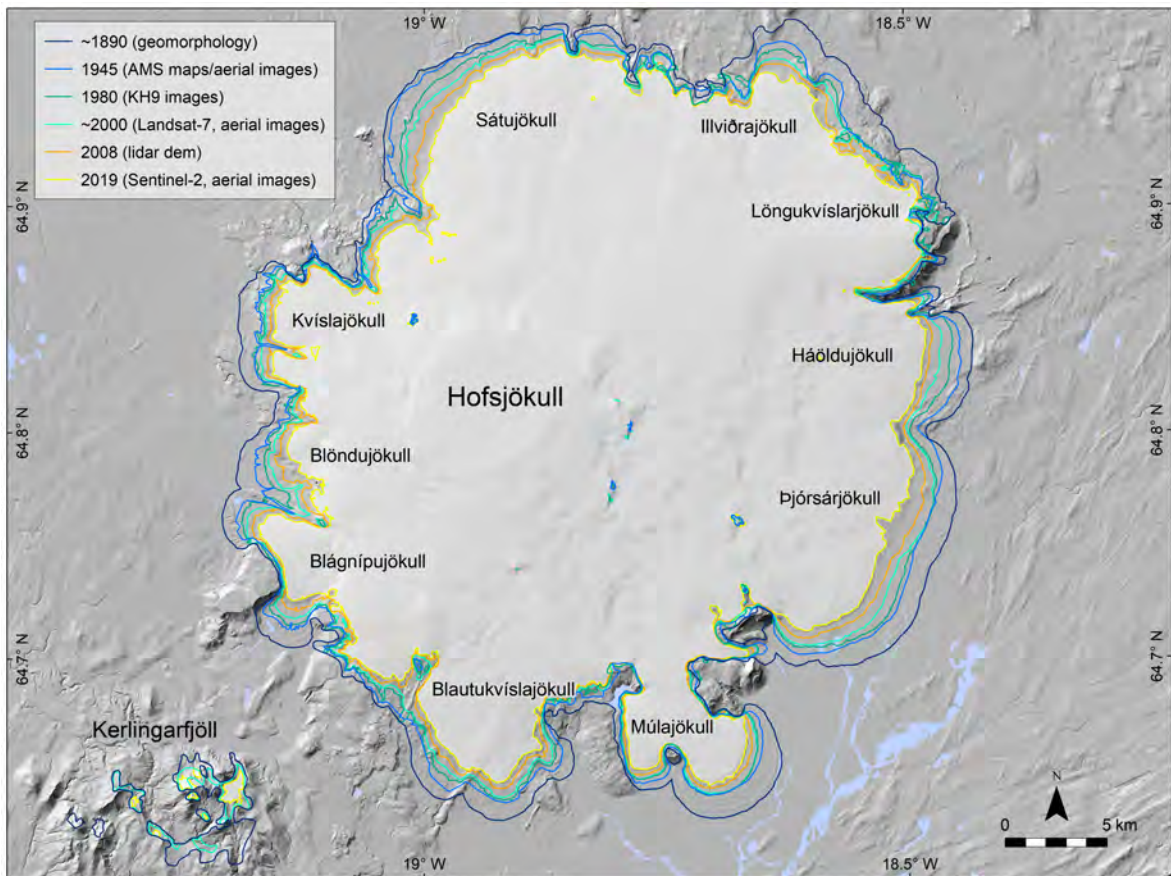 19° W
18.5° W
~1890 (geomorphology)
1945 (AMS maps/aerial images)
1980 (KH9 images)
~2000 (Landsat-7, aerial images)
2008 (lidar dem)
2019 (Sentinel-2, aerial images)
Sátujökull
Illviðrajökull
64.9° N
64.9° N
Löngukvíslarjökull
Kvíslajökull
Háöldujökull
Hofsjökull
64.8° N
64.8° N
Blöndujökull
Þjórsárjökull
Blágnípujökull
64.7° N
64.7° N
Blautukvíslajökull
Múlajökull
Kerlingarfjöll
N
0 5 km
19° W
18.5° W